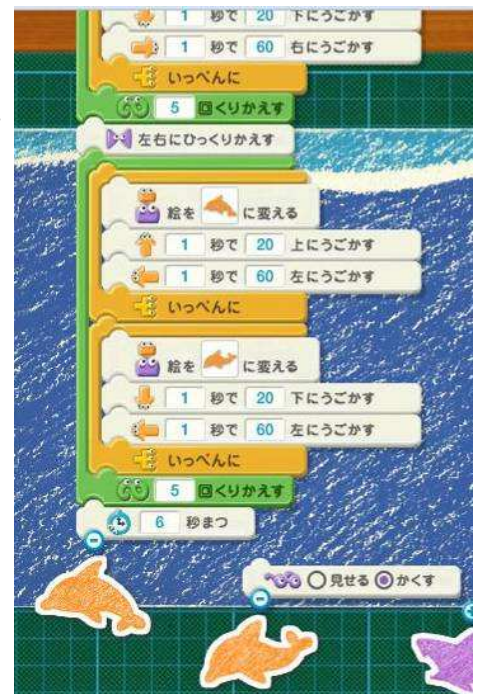 1 秒で 20 下にうごかす
1 秒で 60 右にうごかす
いっぺんに
5 回くりかえす
左右にひっくりかえす
絵を に変える
1 秒で 20 上にうごかす
1 秒で 60 左にうごかす
いっぺんに
絵を に変える
1 秒で 20 下にうごかす
1 秒で 60 左にうごかす
いっぺんに
5 回くりかえす
6 秒まつ
見せる かくす